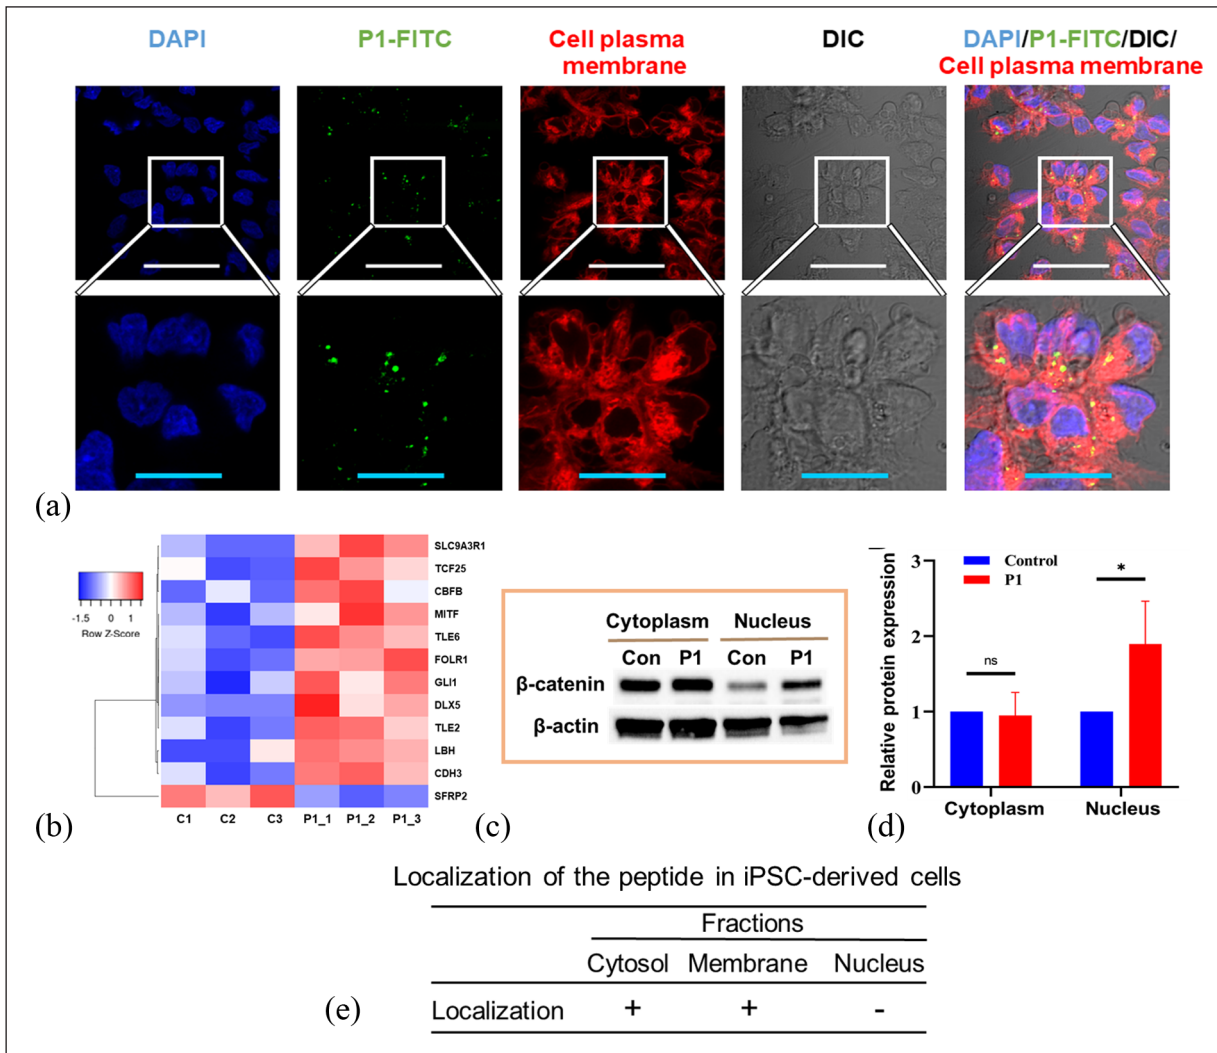 DAPI
P1-FITC
Cell plasma
membrane
DIC
DAPI/P1-FITC/DIC/
Cell plasma membrane
(a)
-1.5 0 1
Row Z-Score
SLC9A3R1
TCF25
CBFB
MITF
TLE6
FOLR1
GLI1
DLX5
TLE2
LBH
CDH3
SFRP2
C1 C2 C3 P1_1 P1_2 P1_3
(b)
Cytoplasm Nucleus
Con P1 Con P1
β-catenin
β-actin
(c)
Relative protein expression
3
2
1
0
Control
P1
ns
*
Cytoplasm Nucleus
(d)
Localization of the peptide in iPSC-derived cells
Fractions
Cytosol Membrane Nucleus
Localization + + -
(e)